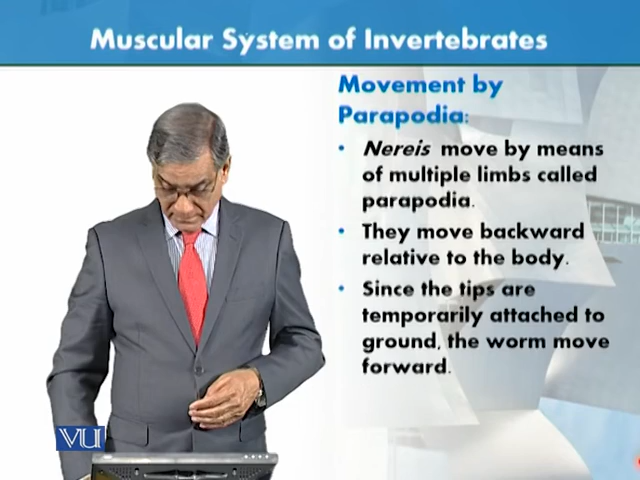 Muscular System of Invertebrates
Movement by
Parapodia:
• Nereis move by means
of multiple limbs called
parapodia.
• They move backward
relative to the body.
• Since the tips are
temporarily attached to
ground, the worm move
forward.
VU